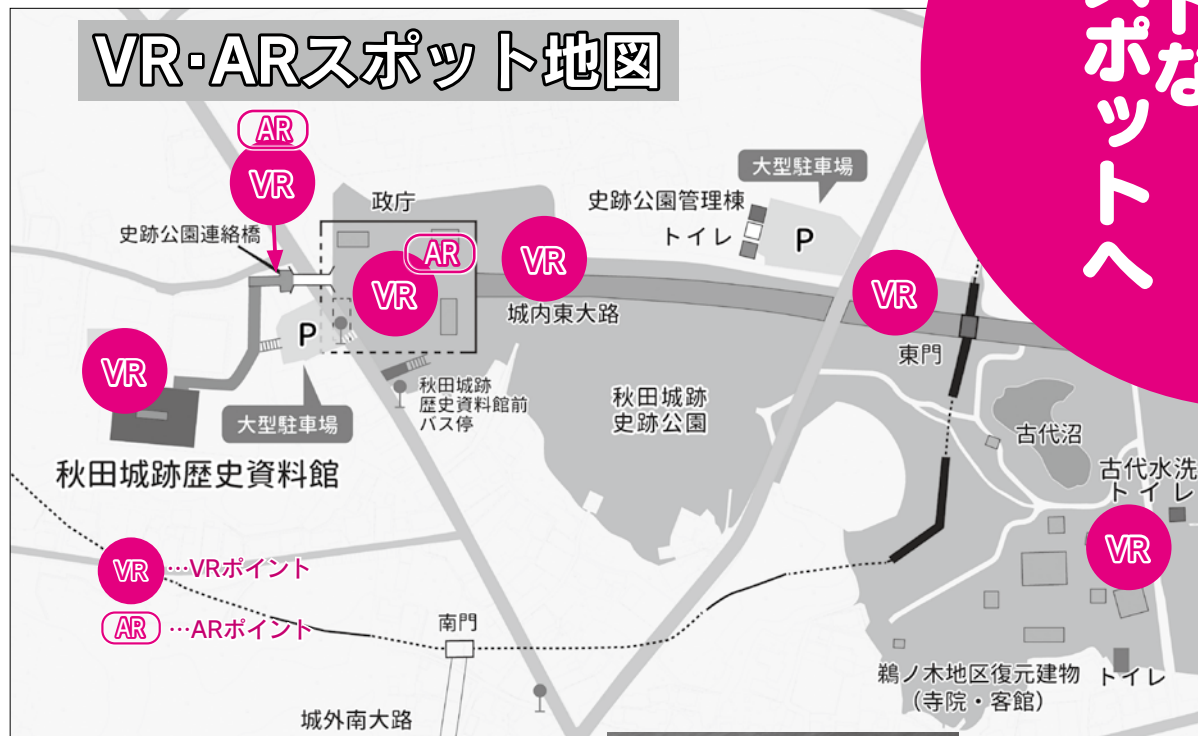 VR·ARスポット地図
スポットへ
AR
VR
政庁
大型駐車場
史跡公園管理棟
トイレ
P
史跡公園連絡橋
AR
VR
VR
VR
城内東大路
P
東門
VR
秋田城跡
歴史資料館前
バス停
秋田城跡
史跡公園
大型駐車場
古代沼
秋田城跡歴史資料館
古代水洗
トイレ
VR
VR …VRポイント
AR …ARポイント
南門
鵜ノ木地区復元建物
（寺院・客館）
トイレ
城外南大路